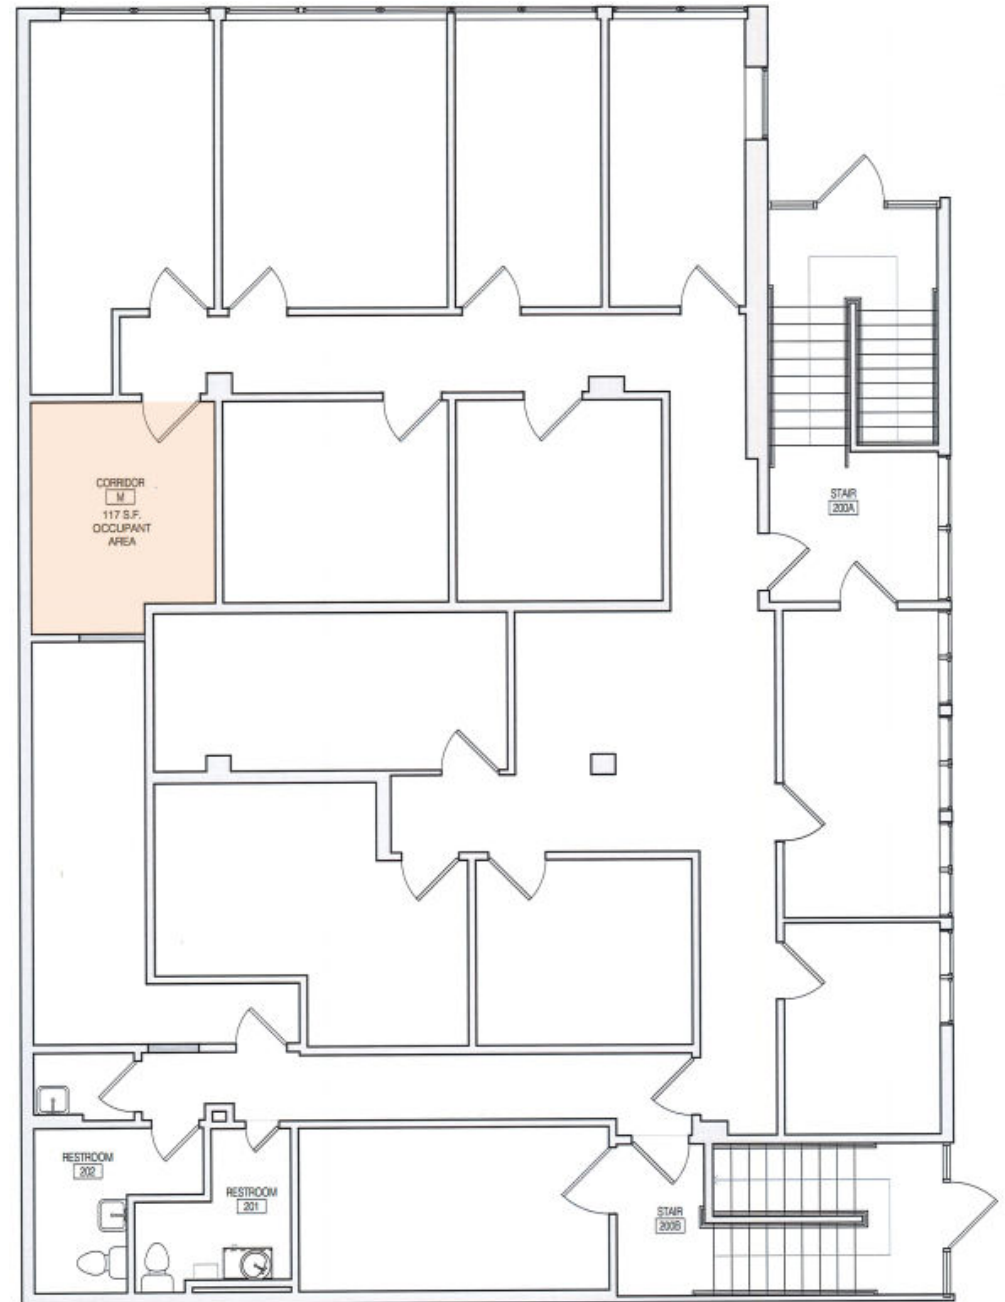 CORRIDOR
M
117 S.F.
OCCUPANT
AREA
STAIR
200A
RESTROOM
202
RESTROOM
201
STAIR
200B